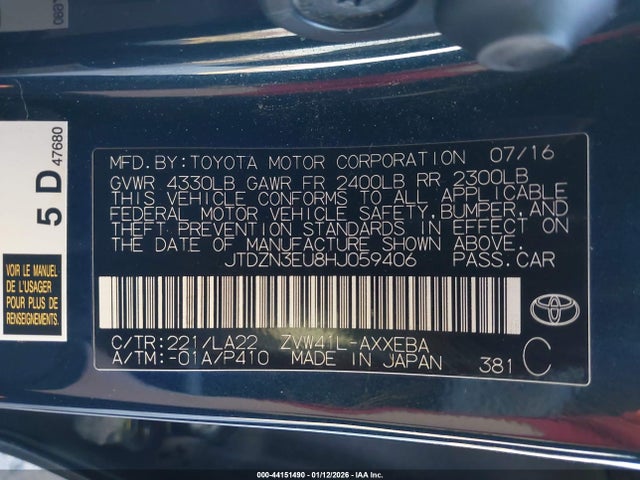 MFD. BY: TOYOTA MOTOR CORPORATION 07/16
GVWR 4330LB GAWR FR 2400LB RR 2300LB
THIS VEHICLE CONFORMS TO ALL APPLICABLE
FEDERAL MOTOR VEHICLE SAFETY, BUMPER, AND
THEFT PREVENTION STANDARDS IN EFFECT ON
THE DATE OF MANUFACTURE SHOWN ABOVE.
JTDZN3EU8HJ059406 PASS.CAR
C/TR:221/LA22 ZVW41L-AXXEBA
A/TM:-01A/P410 MADE IN JAPAN 381 C
5 D
47680
VOIR LE MANUEL
DE L'USAGER
POUR PLUS DE
RENSEIGNEMENTS
000-44151490 - 01/12/2026 - IAA Inc.